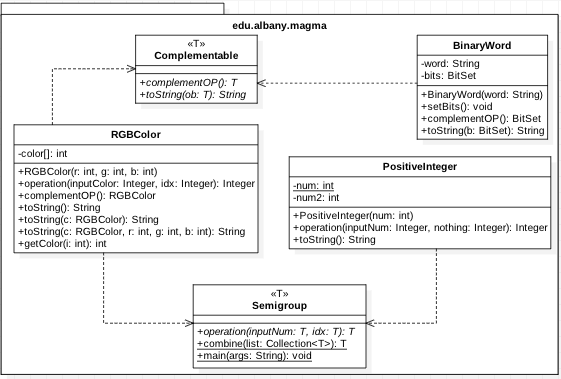 edu.albany.magma
«T»
Complementable
+complementOP(): T
+toString(ob: T): String
BinaryWord
-word: String
-bits: BitSet
+BinaryWord(word: String)
+setBits(): void
+complementOP(): BitSet
+toString(b: BitSet): String
RGBColor
-color[]: int
+RGBColor(r: int, g: int, b: int)
+operation(inputColor: Integer, idx: Integer): Integer
+complementOP(): RGBColor
+toString(): String
+toString(c: RGBColor): String
+toString(c: RGBColor, r: int, g: int, b: int): String
+getColor(i: int): int
PositiveInteger
-num: int
-num2: int
+PositiveInteger(num: int)
+operation(inputNum: Integer, nothing: Integer): Integer
+toString(): String
«T»
Semigroup
+operation(inputNum: T, idx: T): T
+combine(list: Collection<T>): T
+main(args: String): void